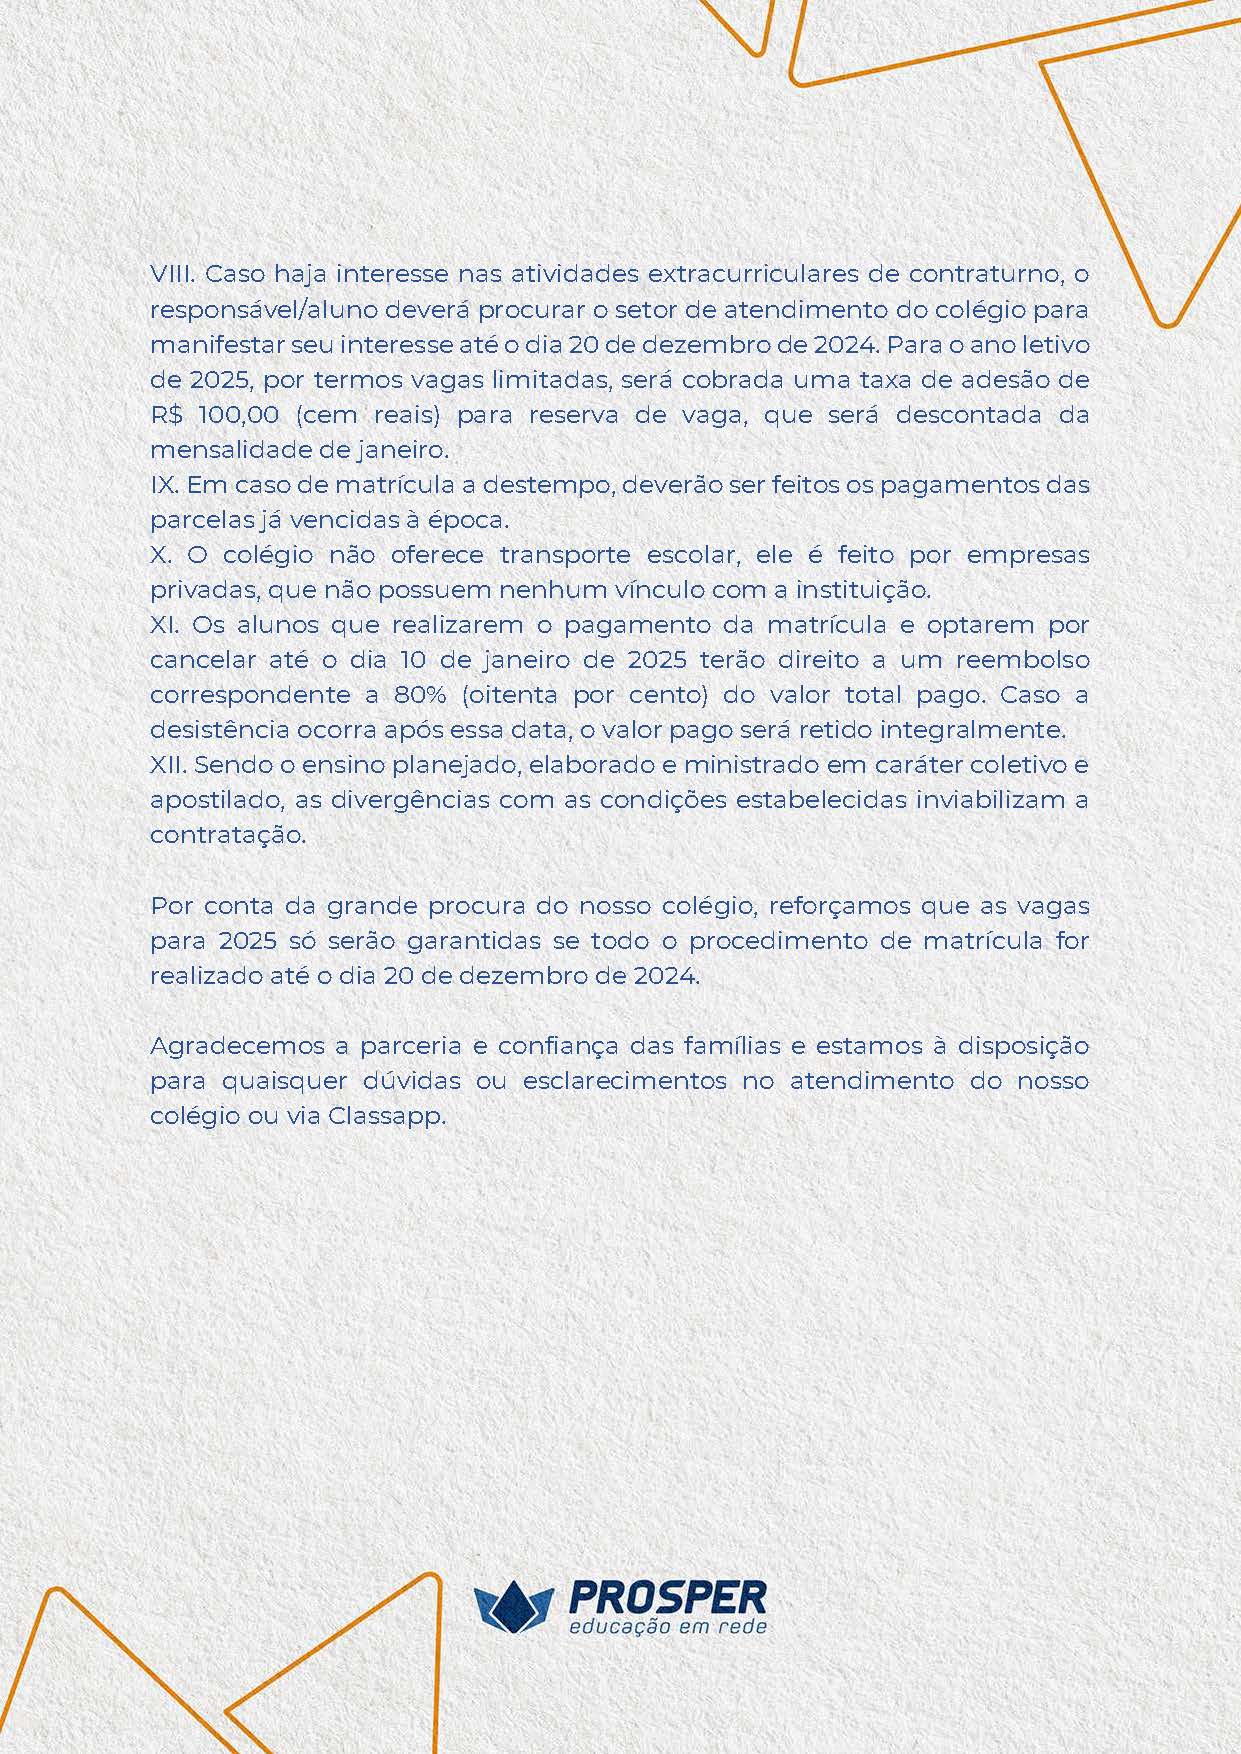 VIII. Caso haja interesse nas atividades extracurriculares de contraturno, o
responsável/aluno deverá procurar o setor de atendimento do colégio para
manifestar seu interesse até o dia 20 de dezembro de 2024. Para o ano letivo
de 2025, por termos vagas limitadas, será cobrada uma taxa de adesão de
R$ 100,00 (cem reais) para reserva de vaga, que será descontada da
mensalidade de janeiro.
IX. Em caso de matrícula a destempo, deverão ser feitos os pagamentos das
parcelas já vencidas à época.
X. O colégio não oferece transporte escolar, ele é feito por empresas
privadas, que não possuem nenhum vínculo com a instituição.
XI. Os alunos que realizarem o pagamento da matrícula e optarem por
cancelar até o dia 10 de janeiro de 2025 terão direito a um reembolso
correspondente a 80% (oitenta por cento) do valor total pago. Caso a
desistência ocorra após essa data, o valor pago será retido integralmente.
XII. Sendo o ensino planejado, elaborado e ministrado em caráter coletivo e
apostilado, as divergências com as condições estabelecidas inviabilizam a
contratação.
Por conta da grande procura do nosso colégio, reforçamos que as vagas
para 2025 só serão garantidas se todo o procedimento de matrícula for
realizado até o dia 20 de dezembro de 2024.
Agradecemos a parceria e confiança das famílias e estamos à disposição
para quaisquer dúvidas ou esclarecimentos no atendimento do nosso
colégio ou via Classapp.
PROSPER
educação em rede